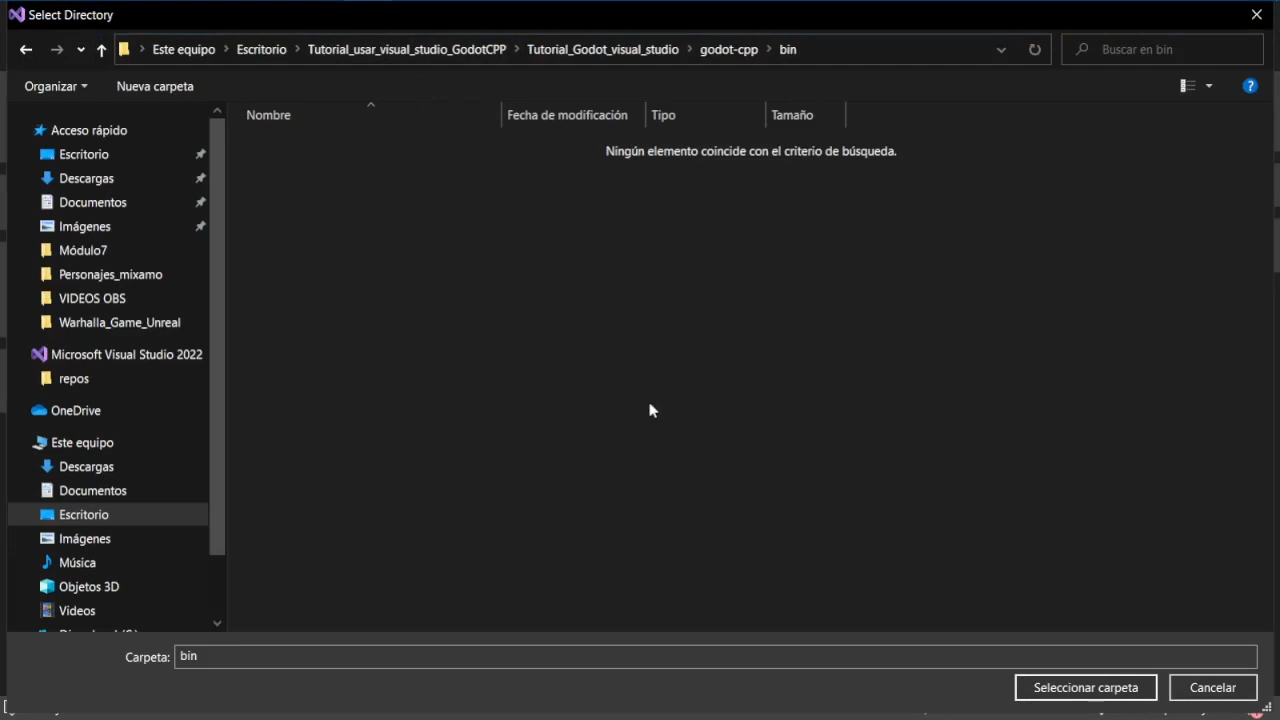 Select Directory
Este equipo > Escritorio > Tutorial_usar_visual_studio_GodotCPP > Tutorial_Godot_visual_studio > godot-cpp > bin
Buscar en bin
Organizar
Nueva carpeta
Nombre
Fecha de modificación
Tipo
Tamaño
Ningún elemento coincide con el criterio de búsqueda.
Acceso rápido
Escritorio
Descargas
Documentos
Imágenes
Módulo7
Personajes_mixamo
VIDEOS OBS
Warhalla_Game_Unreal
Microsoft Visual Studio 2022
repos
OneDrive
Este equipo
Descargas
Documentos
Escritorio
Imágenes
Música
Objetos 3D
Vídeos
Carpeta: bin
Seleccionar carpeta
Cancelar